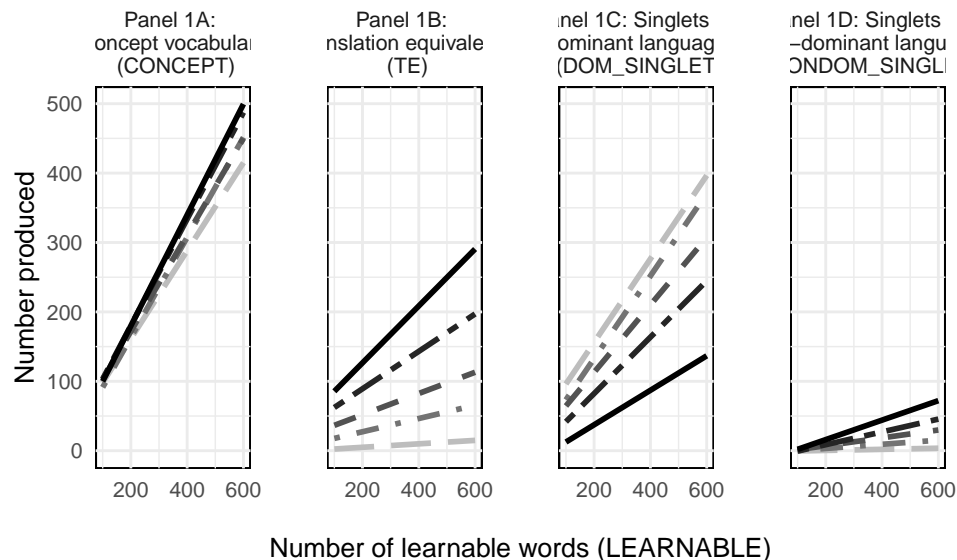 Panel 1A:
oncept vocabular
(CONCEPT)
Panel 1B:
nslation equivale
(TE)
nel 1C: Singlets
ominant languag
(DOM_SINGLET
nel 1D: Singlets
–dominant langu
ONDOM_SINGL
Number produced
500
400
300
200
100
0
200 400 600
200 400 600
200 400 600
200 400 600
Number of learnable words (LEARNABLE)